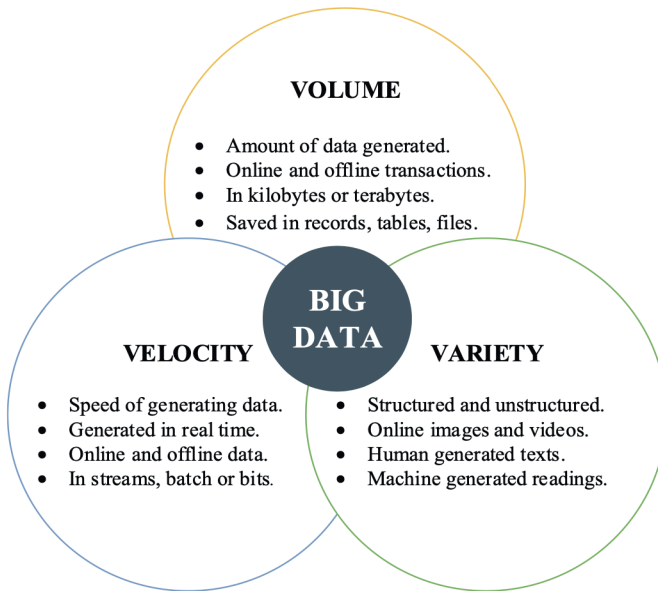 VOLUME
• Amount of data generated.
• Online and offline transactions.
• In kilobytes or terabytes.
• Saved in records, tables, files.
BIG
DATA
VELOCITY
• Speed of generating data.
• Generated in real time.
• Online and offline data.
• In streams, batch or bits.
VARIETY
• Structured and unstructured.
• Online images and videos.
• Human generated texts.
• Machine generated readings.